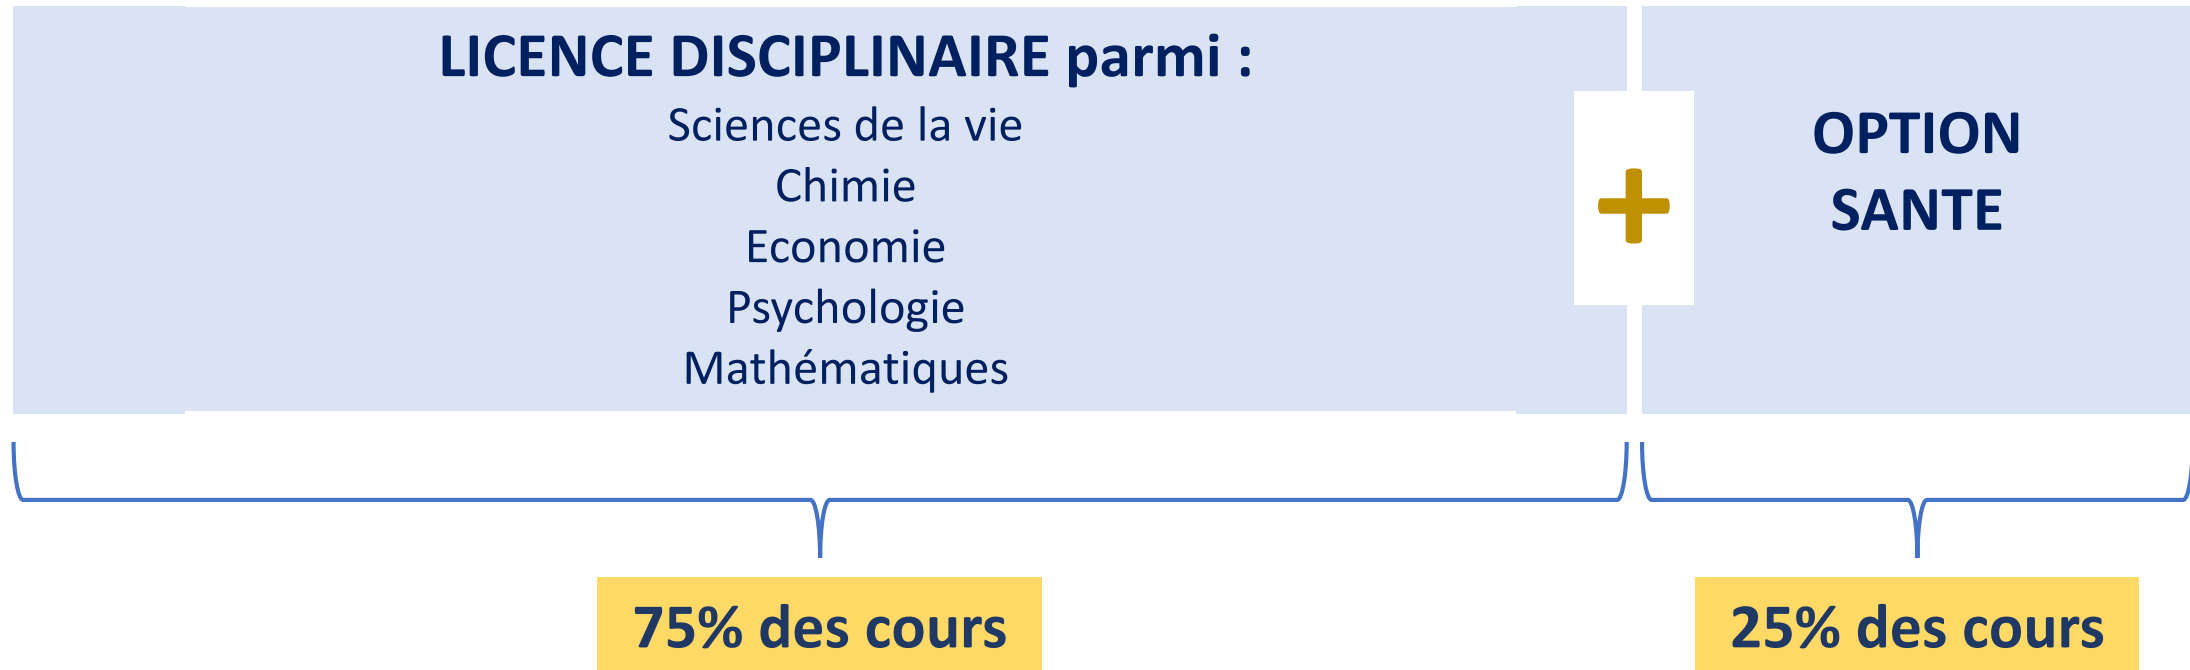 LICENCE DISCIPLINAIRE parmi :
Sciences de la vie
Chimie
Economie
Psychologie
Mathématiques
+
OPTION
SANTE
75% des cours
25% des cours